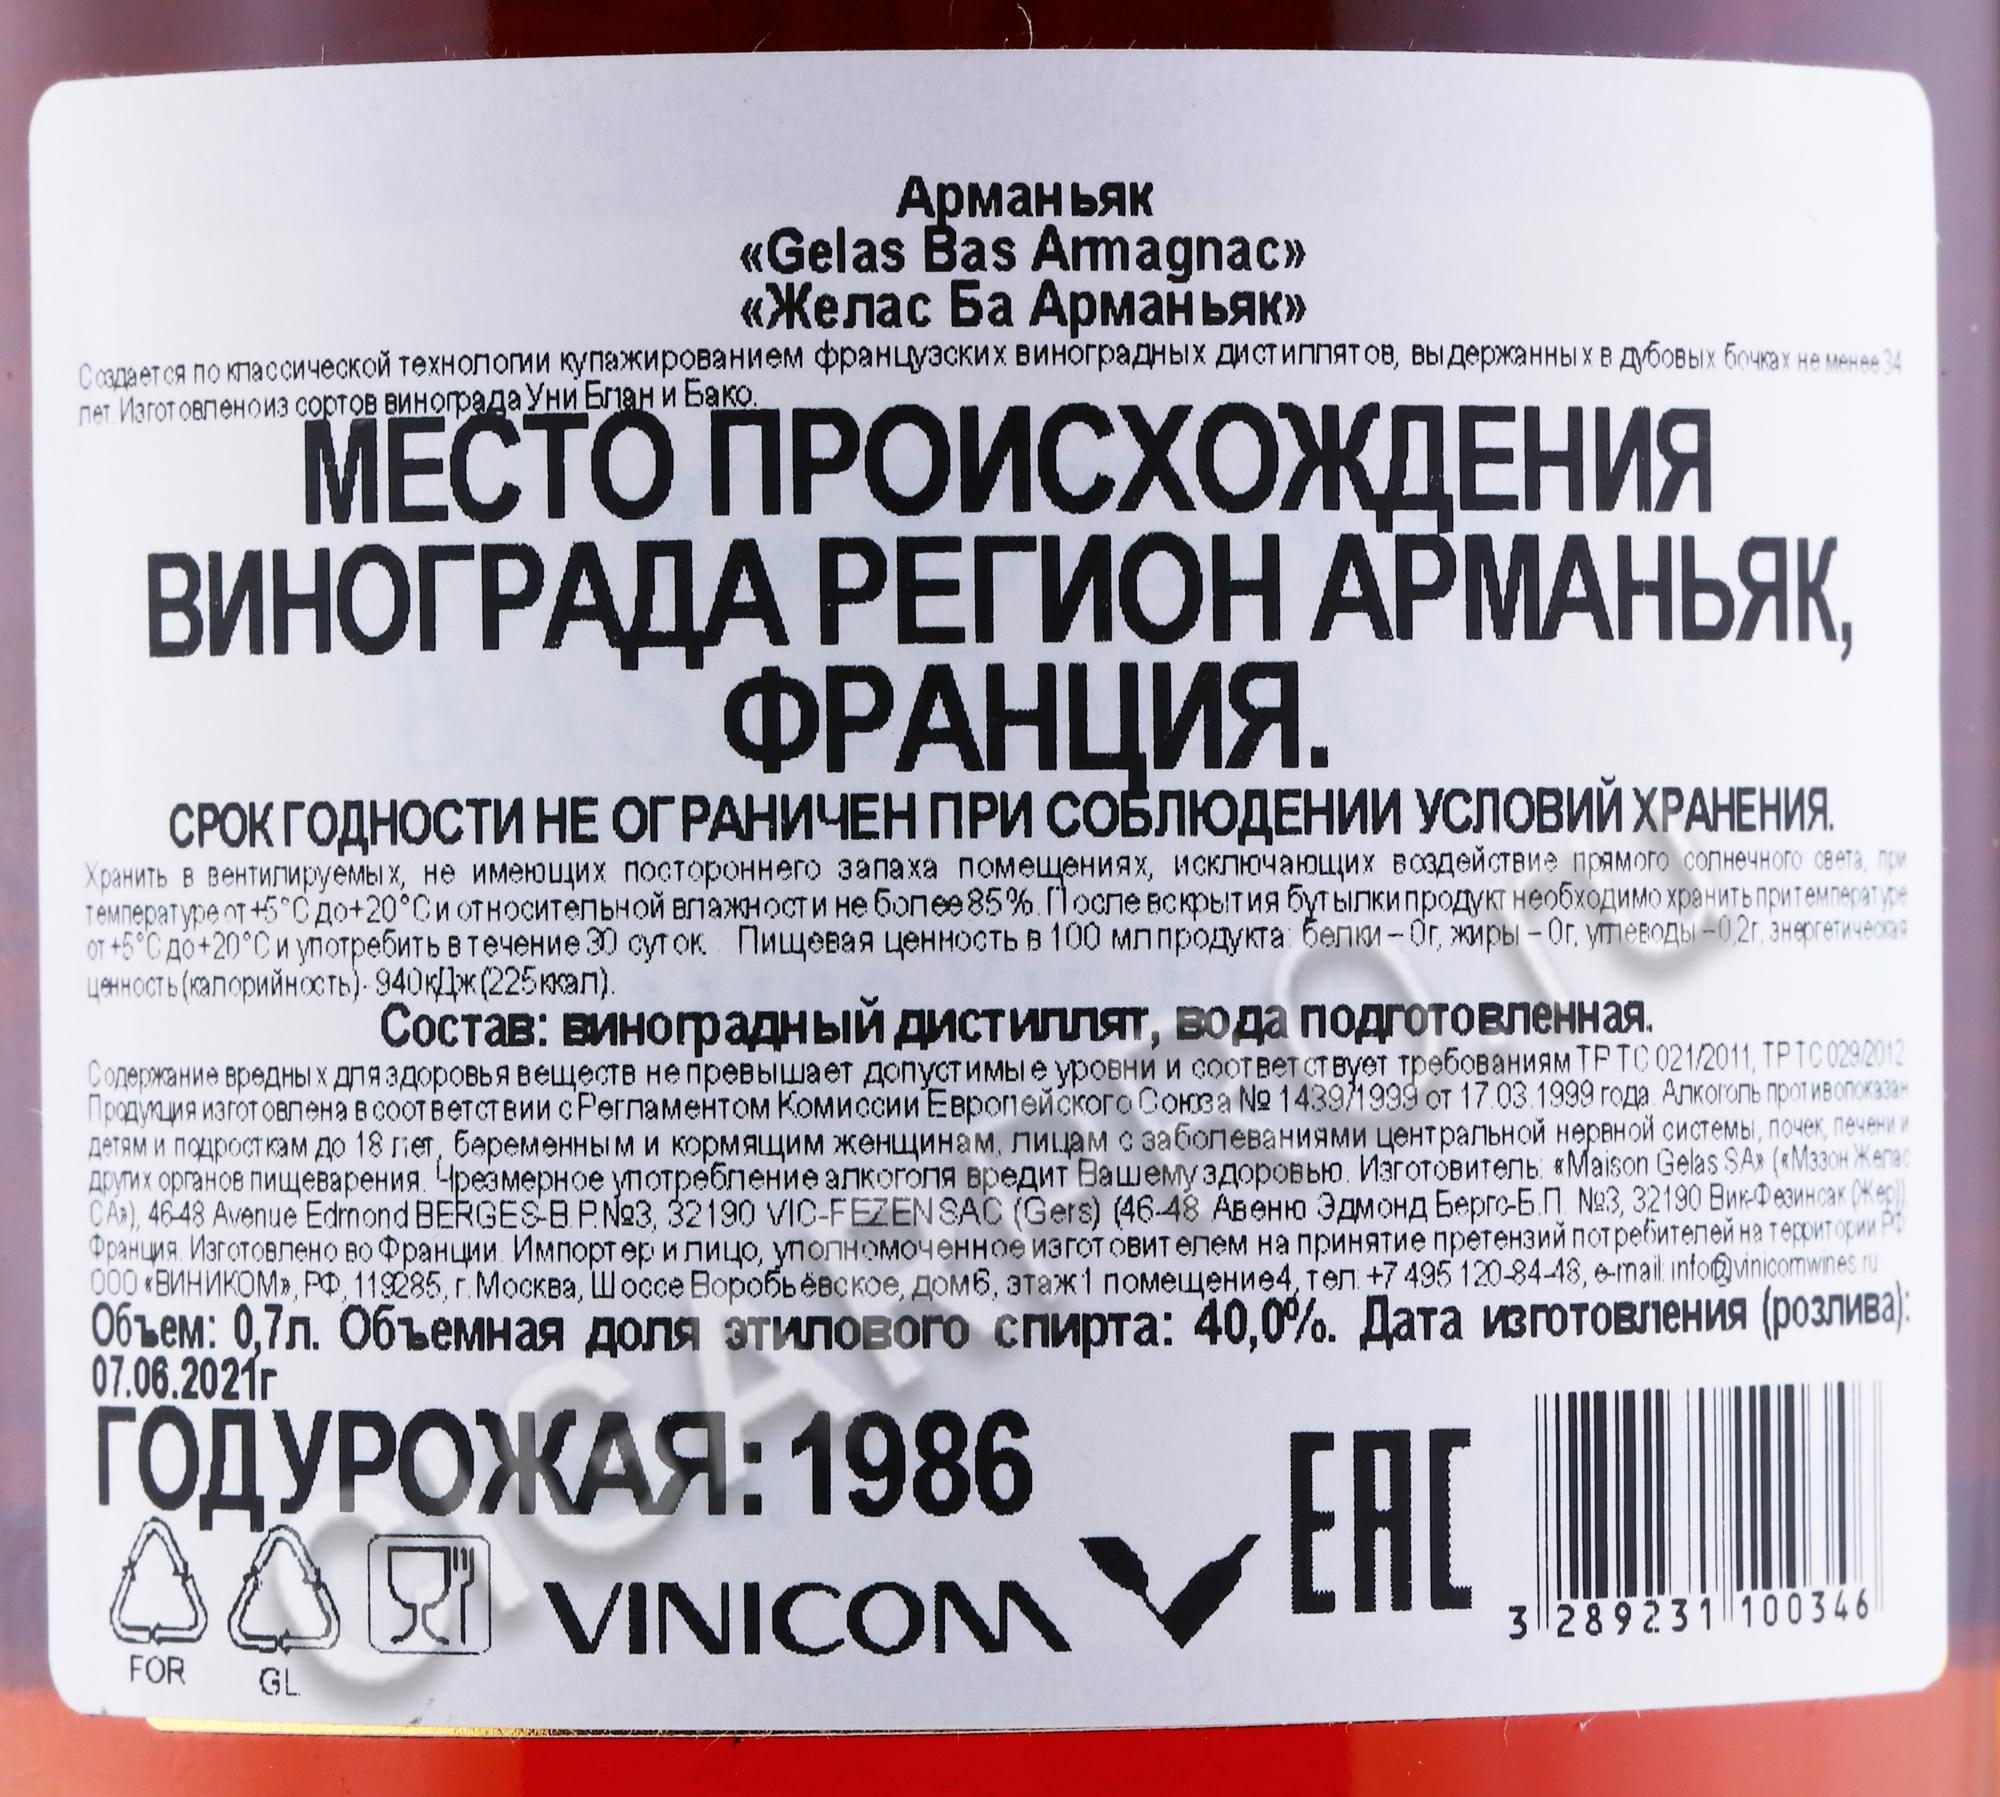 Арманьяк
«Gelas Bas Armagnac»
«Желас Ба Арманьяк»
Создается по классической технологии купажированием французских виноградных дистиллятов, выдержанных в дубовых бочках не менее 34
лет. Изготовлено из сортов винограда Уни Блан и Бако.
МЕСТО ПРОИСХОЖДЕНИЯ
ВИНОГРАДА РЕГИОН АРМАНЬЯК,
ФРАНЦИЯ.
СРОК ГОДНОСТИ НЕ ОГРАНИЧЕН ПРИ СОБЛЮДЕНИИ УСЛОВИЙ ХРАНЕНИЯ.
Хранить в вентилируемых, не имеющих постороннего запаха помещениях, исключающих воздействие прямого солнечного света, при
температуре от +5°С до +20°С и относительной влажности не более 85%. После вскрытия бутылки продукт необходимо хранить при температуре
от +5°С до +20°С и употребить в течение 30 суток. Пищевая ценность в 100 мл продукта: белки – 0г, жиры – 0г, углеводы – 0,2г, энергетическая
ценность (калорийность)- 940кДж (225ккал).
Состав: виноградный дистиллят, вода подготовленная.
Содержание вредных для здоровья веществ не превышает допустимые уровни и соответствует требованиям ТР ТС 021/2011, ТР ТС 029/2012
Продукция изготовлена в соответствии с Регламентом Комиссии Европейского Союза № 1439/1999 от 17.03.1999 года. Алкоголь противопоказан
детям и подросткам до 18 лет, беременным и кормящим женщинам, лицам с заболеваниями центральной нервной системы, почек, печени и
других органов пищеварения. Чрезмерное употребление алкоголя вредит Вашему здоровью. Изготовитель: «Maison Gelas SA» («Мэзон Желас
СА»), 46-48 Avenue Edmond BERGES-B.P.№3, 32190 VIC-FEZENSAC (Gers) (46-48 Авеню Эдмонд Бергс-Б.П. №3, 32190 Вик-Фезинсак (Жер)).
Франция. Изготовлено во Франции. Импортер и лицо, уполномоченное изготовителем на принятие претензий потребителей на территории РФ
ООО «ВИНИКОМ», РФ, 119285, г. Москва, Шоссе Воробьёвское, дом6, этаж1 помещение4, тел. +7 495 120-84-48, e-mail: info@vinicomwines.ru
Объем: 0,7л. Объемная доля этилового спирта: 40,0%. Дата изготовления (розлива):
07.06.2021г
ГОД УРОЖАЯ: 1986
FOR
GL
VINICOM
EAC
3 289231 100346
CIGARPRO.ru